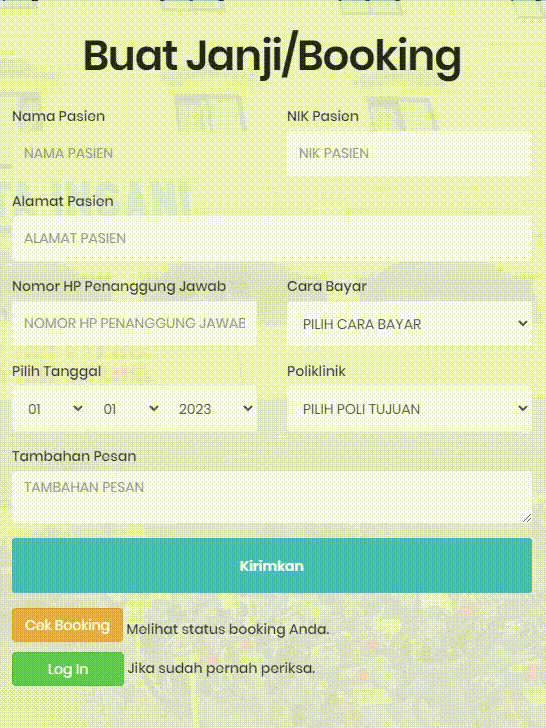 Buat Janji/Booking
Nama Pasien
NIK Pasien
NAMA PASIEN
NIK PASIEN
TA INSANI
Alamat Pasien
ALAMAT PASIEN
Nomor HP Penanggung Jawab
Cara Bayar
NOMOR HP PENANGGUNG JAWAB
PILIH CARA BAYAR
Pilih Tanggal
Poliklinik
01
01
2023
PILIH POLI TUJUAN
Tambahan Pesan
TAMBAHAN PESAN
Kirimkan
Cek Booking Melihat status booking Anda.
Log In Jika sudah pernah periksa.